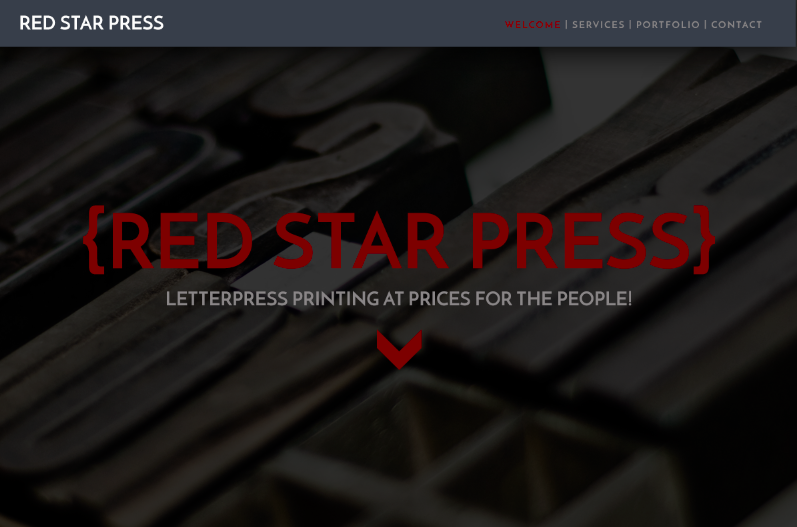 RED STAR PRESS
WELCOME | SERVICES | PORTFOLIO | CONTACT
{RED STAR PRESS}
LETTERPRESS PRINTING AT PRICES FOR THE PEOPLE!